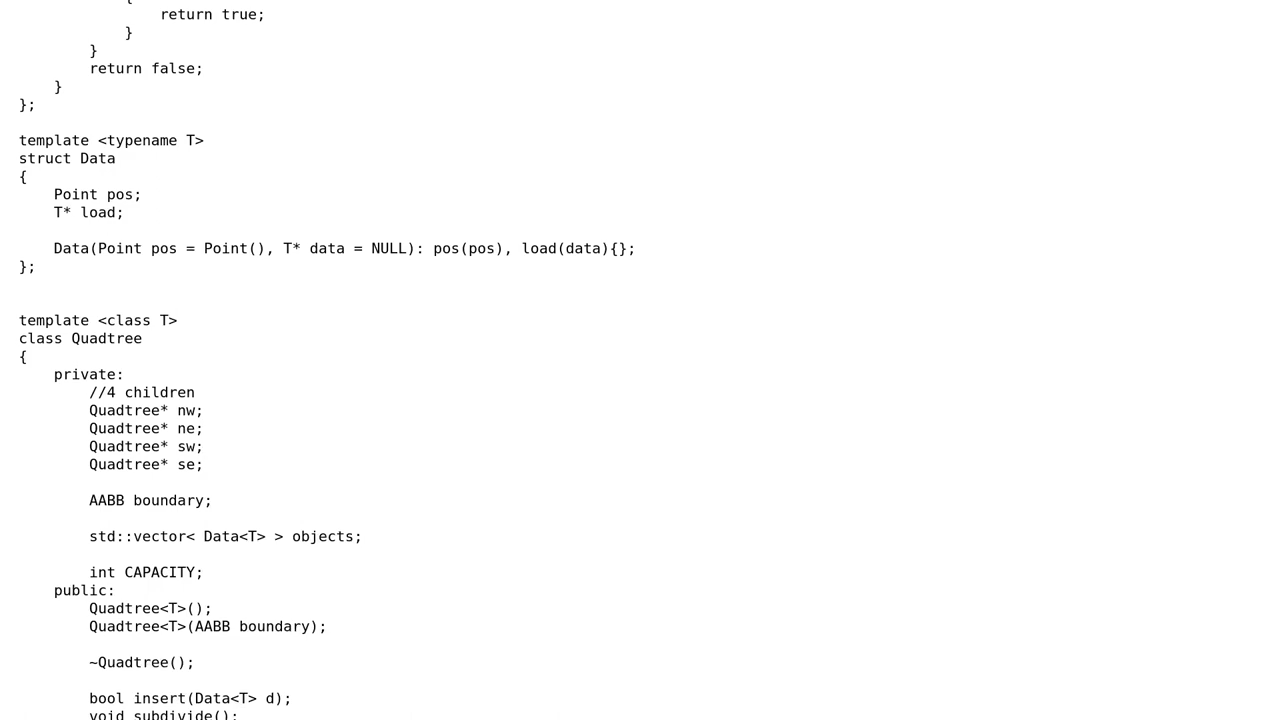 {
                return true;
            }
        }
        return false;
    }
};

template <typename T>
struct Data
{
    Point pos;
    T* load;

    Data(Point pos = Point(), T* data = NULL): pos(pos), load(data){};
};


template <class T>
class Quadtree
{
    private:
        //4 children
        Quadtree* nw;
        Quadtree* ne;
        Quadtree* sw;
        Quadtree* se;

        AABB boundary;

        std::vector< Data<T> > objects;

        int CAPACITY;
    public:
        Quadtree<T>();
        Quadtree<T>(AABB boundary);

        ~Quadtree();

        bool insert(Data<T> d);
        void subdivide();